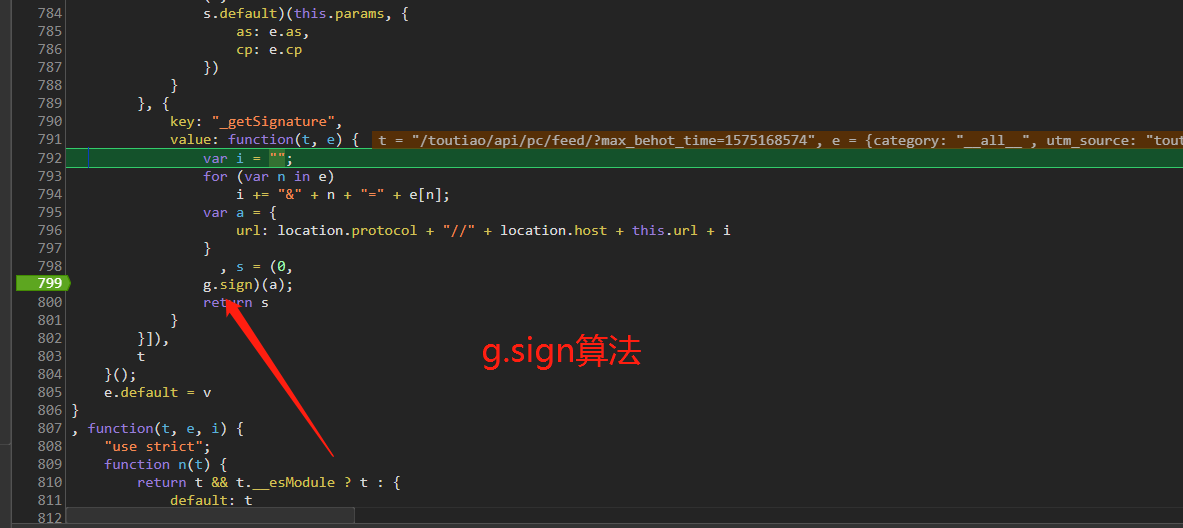 784 s.default)(this.params, {
785 as: e.as,
786 cp: e.cp
787 })
788 }
789 }, {
790 key: "_getSignature",
791 value: function(t, e) { t = "/toutiao/api/pc/feed/?max_behot_time=1575168574", e = {category: "__all__", utm_source: "tout
792 var i = "";
793 for (var n in e)
794 i += "&" + n + "=" + e[n];
795 var a = {
796 url: location.protocol + "//" + location.host + this.url + i
797 }
798 , s = (0,
799 g.sign)(a);
800 return s
801 }
802 }]),
803 t
804 }();
805 e.default = v
806 }
807 , function(t, e, i) {
808 "use strict";
809 function n(t) {
810 return t && t.__esModule ? t : {
811 default: t
812
g.sign算法